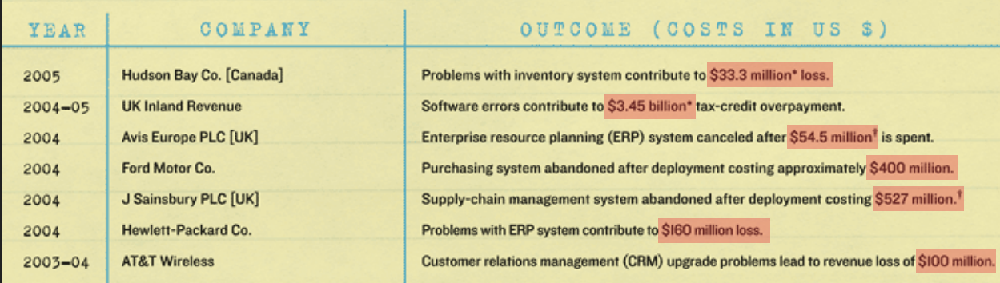 YEAR COMPANY OUTCOME (COSTS IN US $)
2005 Hudson Bay Co. [Canada] Problems with inventory system contribute to $33.3 million* loss.
2004–05 UK Inland Revenue Software errors contribute to $3.45 billion* tax-credit overpayment.
2004 Avis Europe PLC [UK] Enterprise resource planning (ERP) system canceled after $54.5 million† is spent.
2004 Ford Motor Co. Purchasing system abandoned after deployment costing approximately $400 million.
2004 J Sainsbury PLC [UK] Supply-chain management system abandoned after deployment costing $527 million.†
2004 Hewlett-Packard Co. Problems with ERP system contribute to $160 million loss.
2003–04 AT&T Wireless Customer relations management (CRM) upgrade problems lead to revenue loss of $100 million.